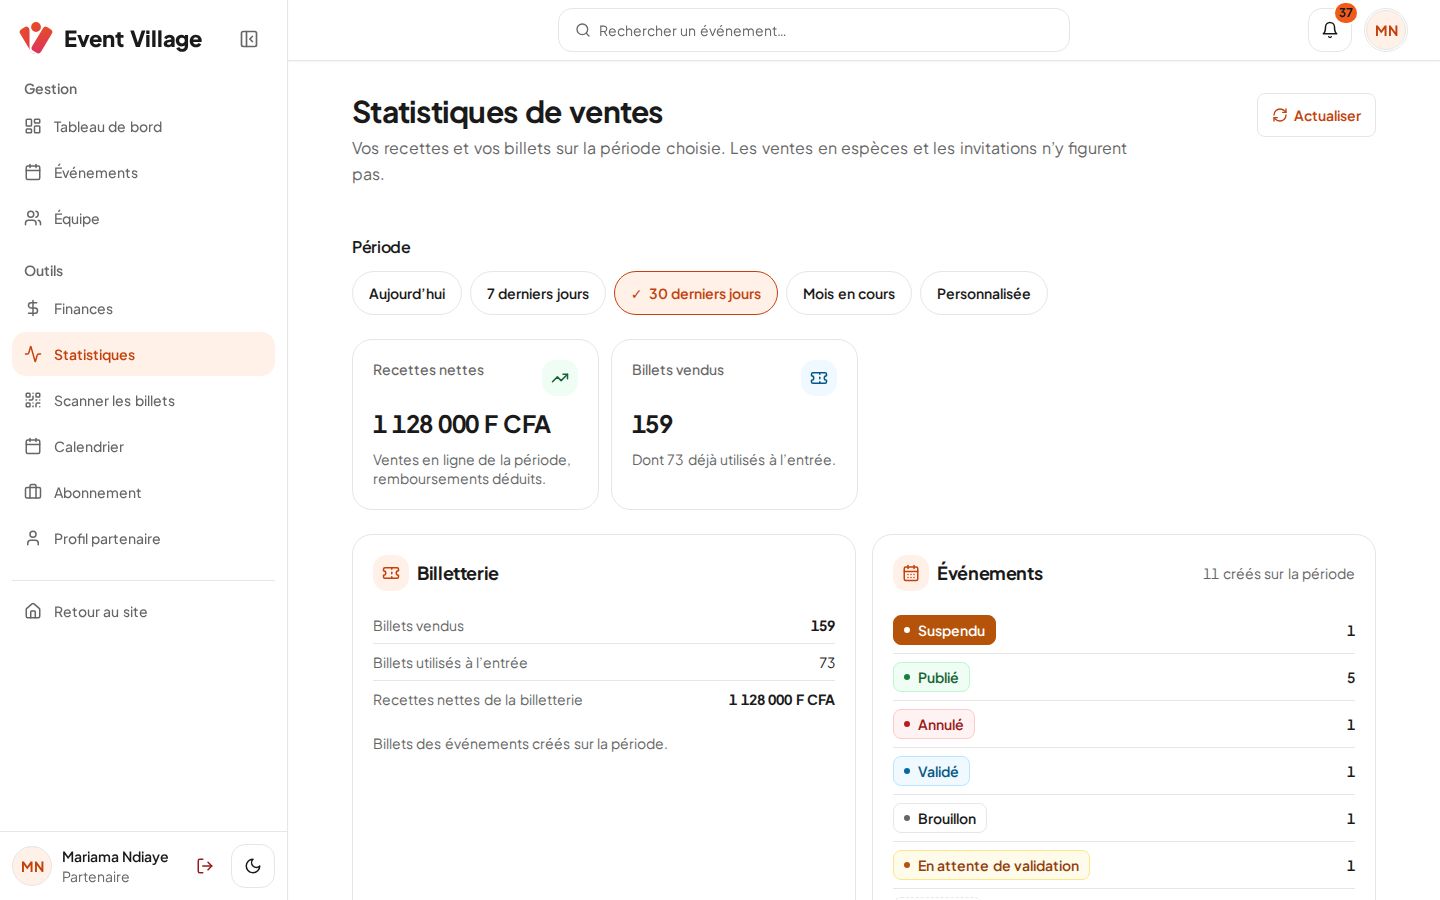 Event Village
Rechercher un événement…
37
MN
Gestion
Tableau de bord
Événements
Équipe
Outils
Finances
Statistiques
Scanner les billets
Calendrier
Abonnement
Profil partenaire
Retour au site
MN
Mariama Ndiaye
Partenaire
Statistiques de ventes
Actualiser
Vos recettes et vos billets sur la période choisie. Les ventes en espèces et les invitations n’y figurent
pas.
Période
Aujourd’hui
7 derniers jours
✓ 30 derniers jours
Mois en cours
Personnalisée
Recettes nettes
1 128 000 F CFA
Ventes en ligne de la période,
remboursements déduits.
Billets vendus
159
Dont 73 déjà utilisés à l’entrée.
Billetterie
Billets vendus 159
Billets utilisés à l’entrée 73
Recettes nettes de la billetterie 1 128 000 F CFA
Billets des événements créés sur la période.
Événements 11 créés sur la période
Suspendu 1
Publié 5
Annulé 1
Validé 1
Brouillon 1
En attente de validation 1